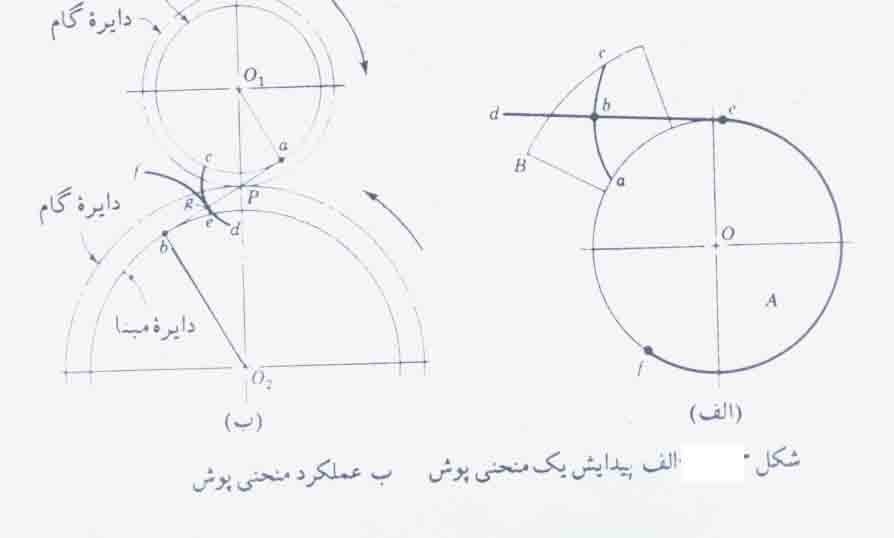 دایرهٔ گام
O₁
a
c
f
g
e
d
P
b
دایرهٔ گام
دایرهٔ مبنا
O₂
(ب)
c
d
b
e
B
a
O
A
f
(الف)
شکل الف پیدایش یک منحنی پوش ب عملکرد منحنی پوش